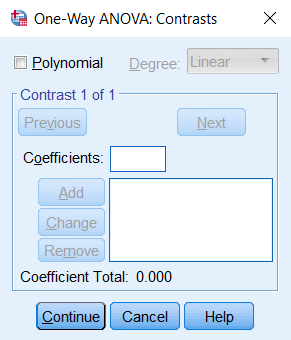 One-Way ANOVA: Contrasts
Polynomial Degree: Linear
Contrast 1 of 1
Previous Next
Coefficients:
Add
Change
Remove
Coefficient Total: 0.000
Continue Cancel Help